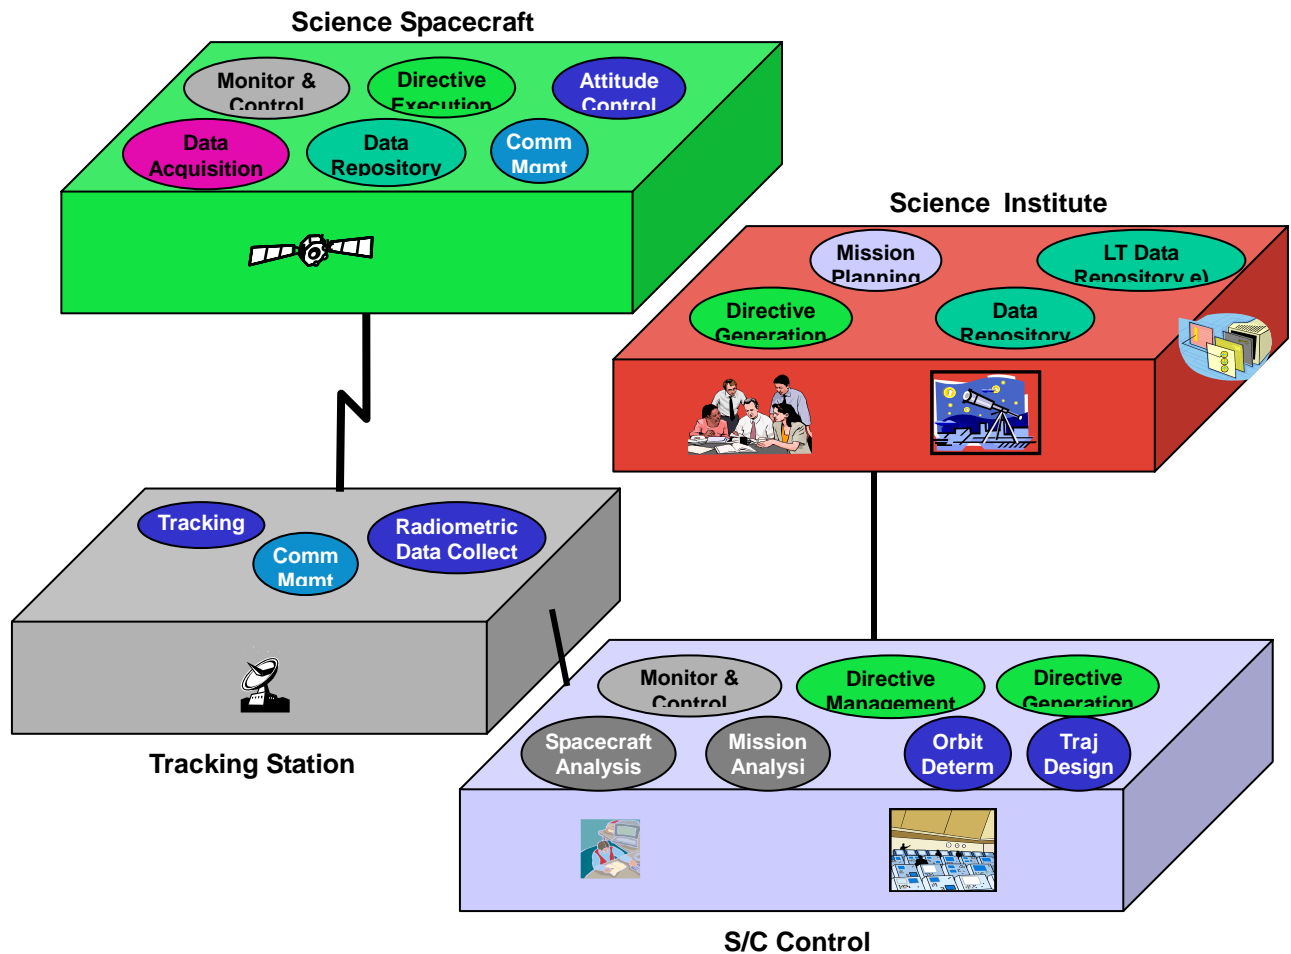 Science Spacecraft
Monitor &
Control
Directive
Execution
Attitude
Control
Data
Acquisition
Data
Repository
Comm
Mgmt
Science Institute
Mission
Planning
LT Data
Repository e)
Directive
Generation
Data
Repository
Tracking
Comm
Mgmt
Radiometric
Data Collect
Tracking Station
Monitor &
Control
Directive
Management
Directive
Generation
Spacecraft
Analysis
Mission
Analysi
Orbit
Determ
Traj
Design
S/C Control